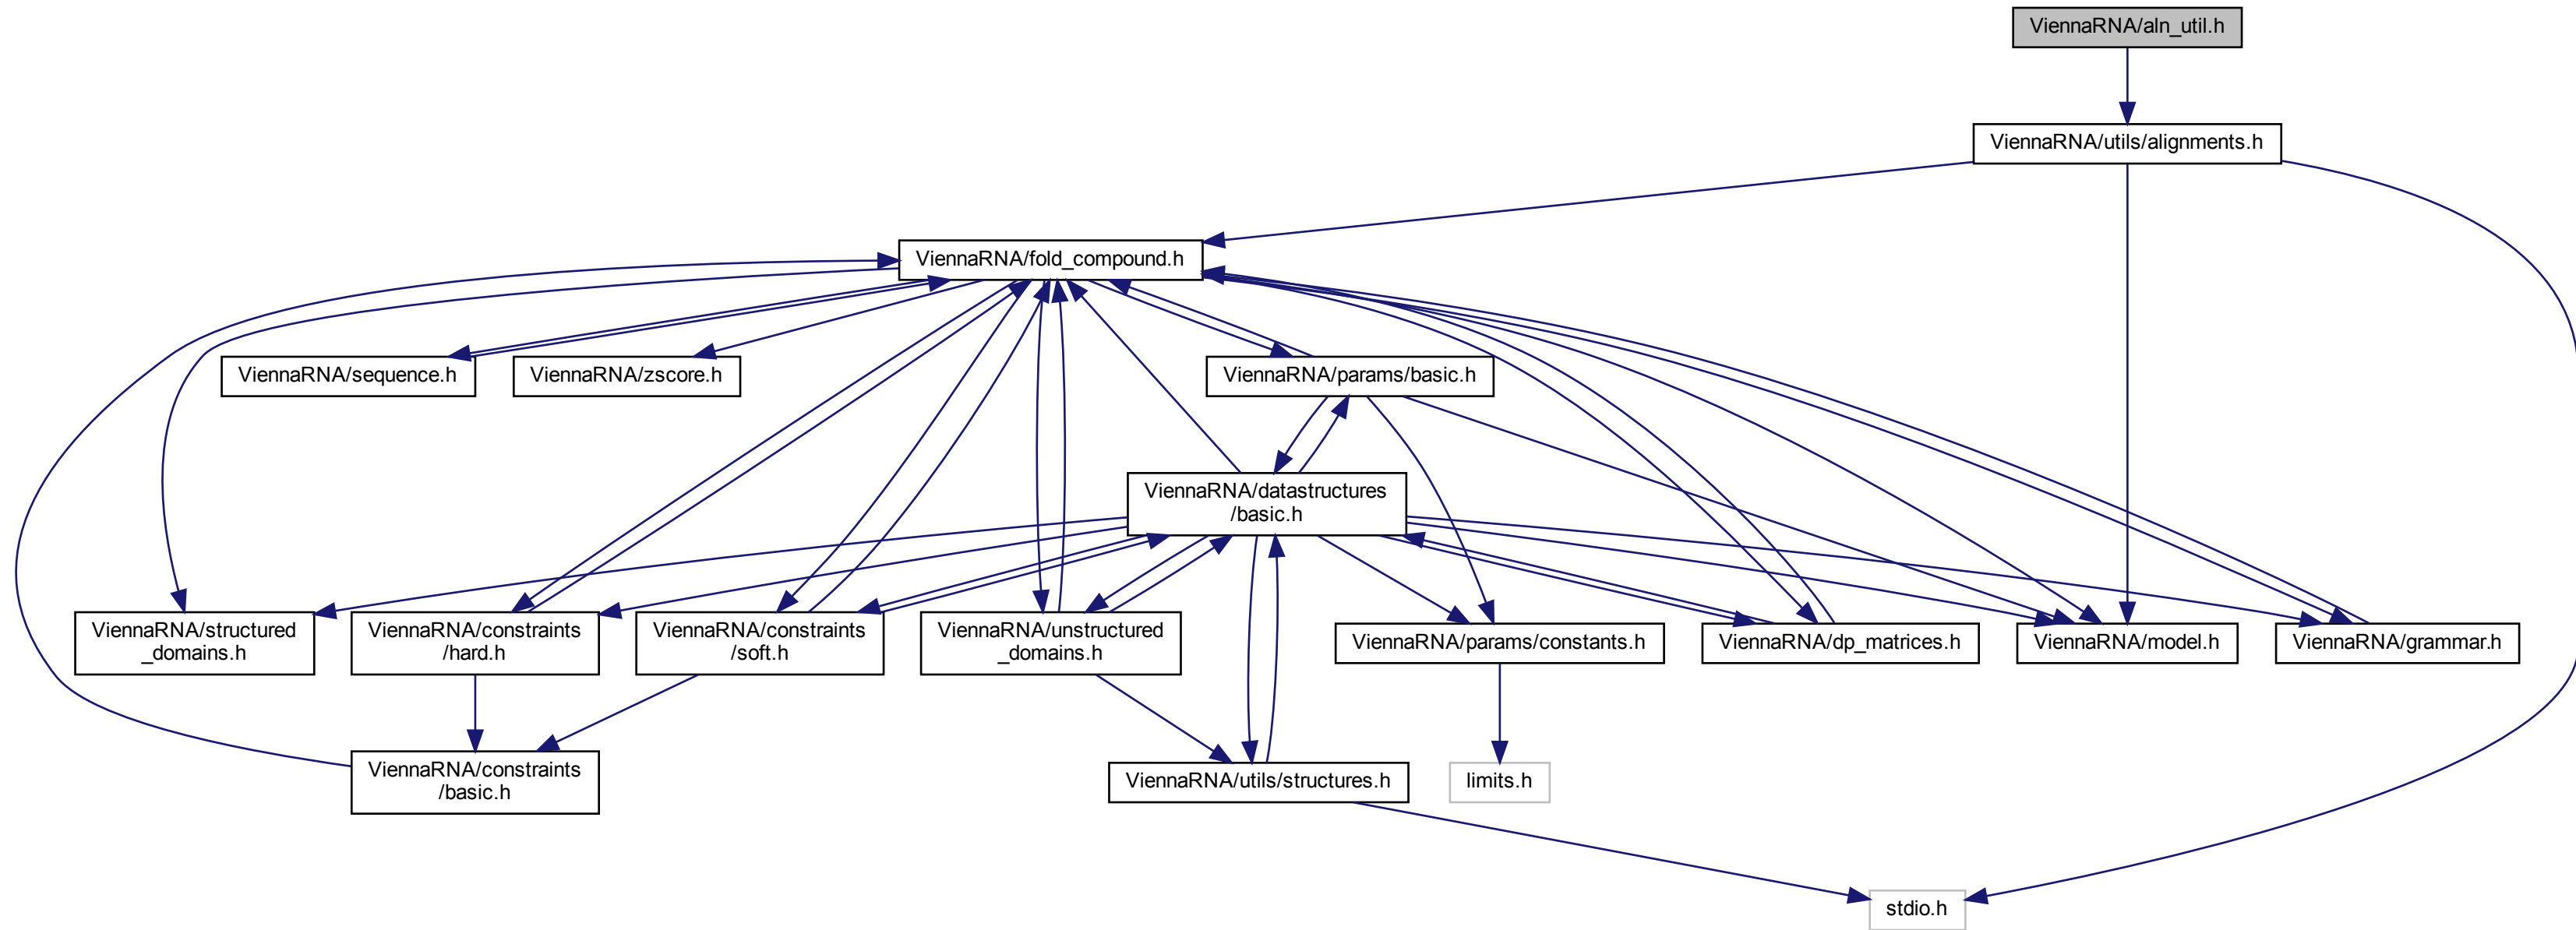 ViennaRNA/aln_util.h
ViennaRNA/utils/alignments.h
ViennaRNA/fold_compound.h
ViennaRNA/sequence.h
ViennaRNA/zscore.h
ViennaRNA/params/basic.h
ViennaRNA/datastructures
/basic.h
ViennaRNA/structured
_domains.h
ViennaRNA/constraints
/hard.h
ViennaRNA/constraints
/soft.h
ViennaRNA/unstructured
_domains.h
ViennaRNA/params/constants.h
ViennaRNA/dp_matrices.h
ViennaRNA/model.h
ViennaRNA/grammar.h
ViennaRNA/constraints
/basic.h
ViennaRNA/utils/structures.h
limits.h
stdio.h